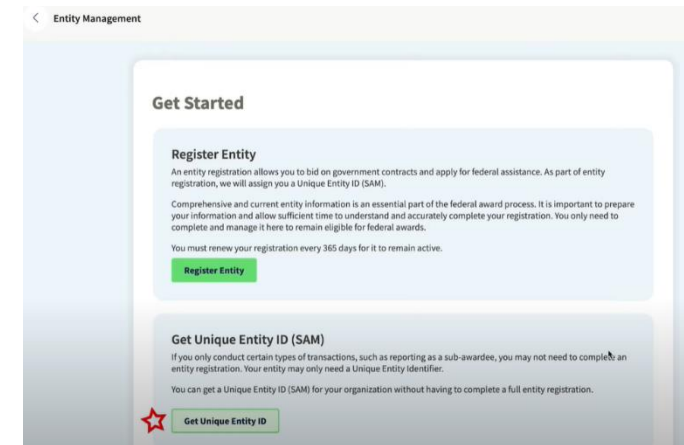 Entity Management
Get Started
Register Entity
An entity registration allows you to bid on government contracts and apply for federal assistance. As part of entity
registration, we will assign you a Unique Entity ID (SAM).
Comprehensive and current entity information is an essential part of the federal award process. It is important to prepare
your information and allow sufficient time to understand and accurately complete your registration. You only need to
complete and manage it here to remain eligible for federal awards.
You must renew your registration every 365 days for it to remain active.
Register Entity
Get Unique Entity ID (SAM)
If you only conduct certain types of transactions, such as reporting as a sub-awardee, you may not need to complete an
entity registration. Your entity may only need a Unique Entity Identifier.
You can get a Unique Entity ID (SAM) for your organization without having to complete a full entity registration.
Get Unique Entity ID